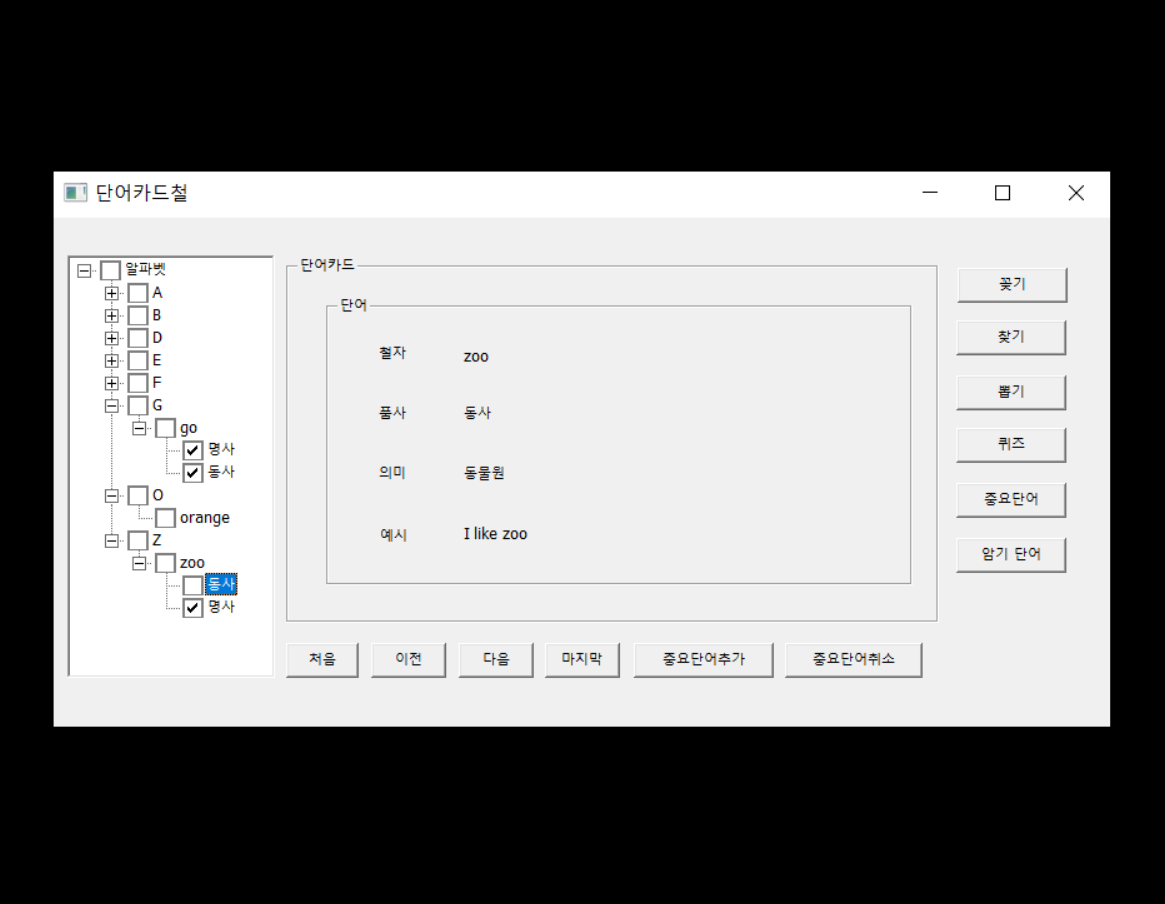 단어카드철
알파벳
A
B
D
E
F
G
go
명사
동사
O
orange
Z
zoo
동사
명사
단어카드
단어
철자 zoo
품사 동사
의미 동물원
예시 I like zoo
꽂기
찾기
뽑기
퀴즈
중요단어
암기 단어
처음 이전 다음 마지막 중요단어추가 중요단어취소